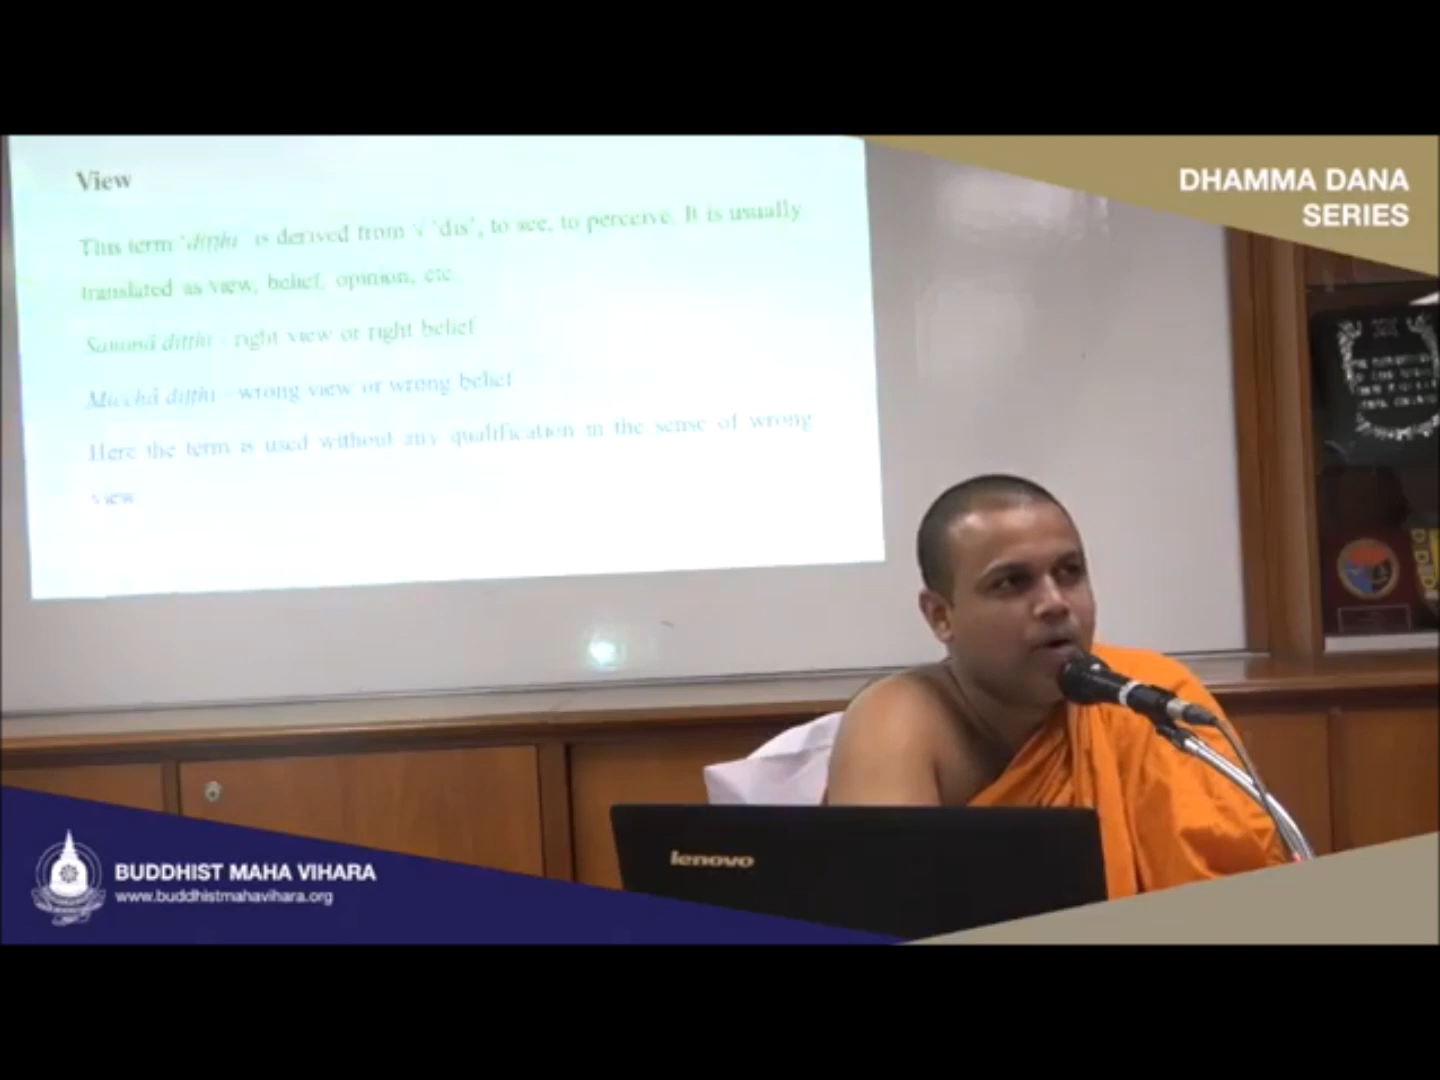 View
This term 'diṭṭhi' is derived from √ 'dis', to see, to perceive. It is usually
translated as view, belief, opinion, etc.
Sammā diṭṭhi - right view or right belief
Micchā diṭṭhi - wrong view or wrong belief
Here the term is used without any qualification in the sense of wrong
view
DHAMMA DANA
SERIES
lenovo
BUDDHIST MAHA VIHARA
www.buddhistmahavihara.org